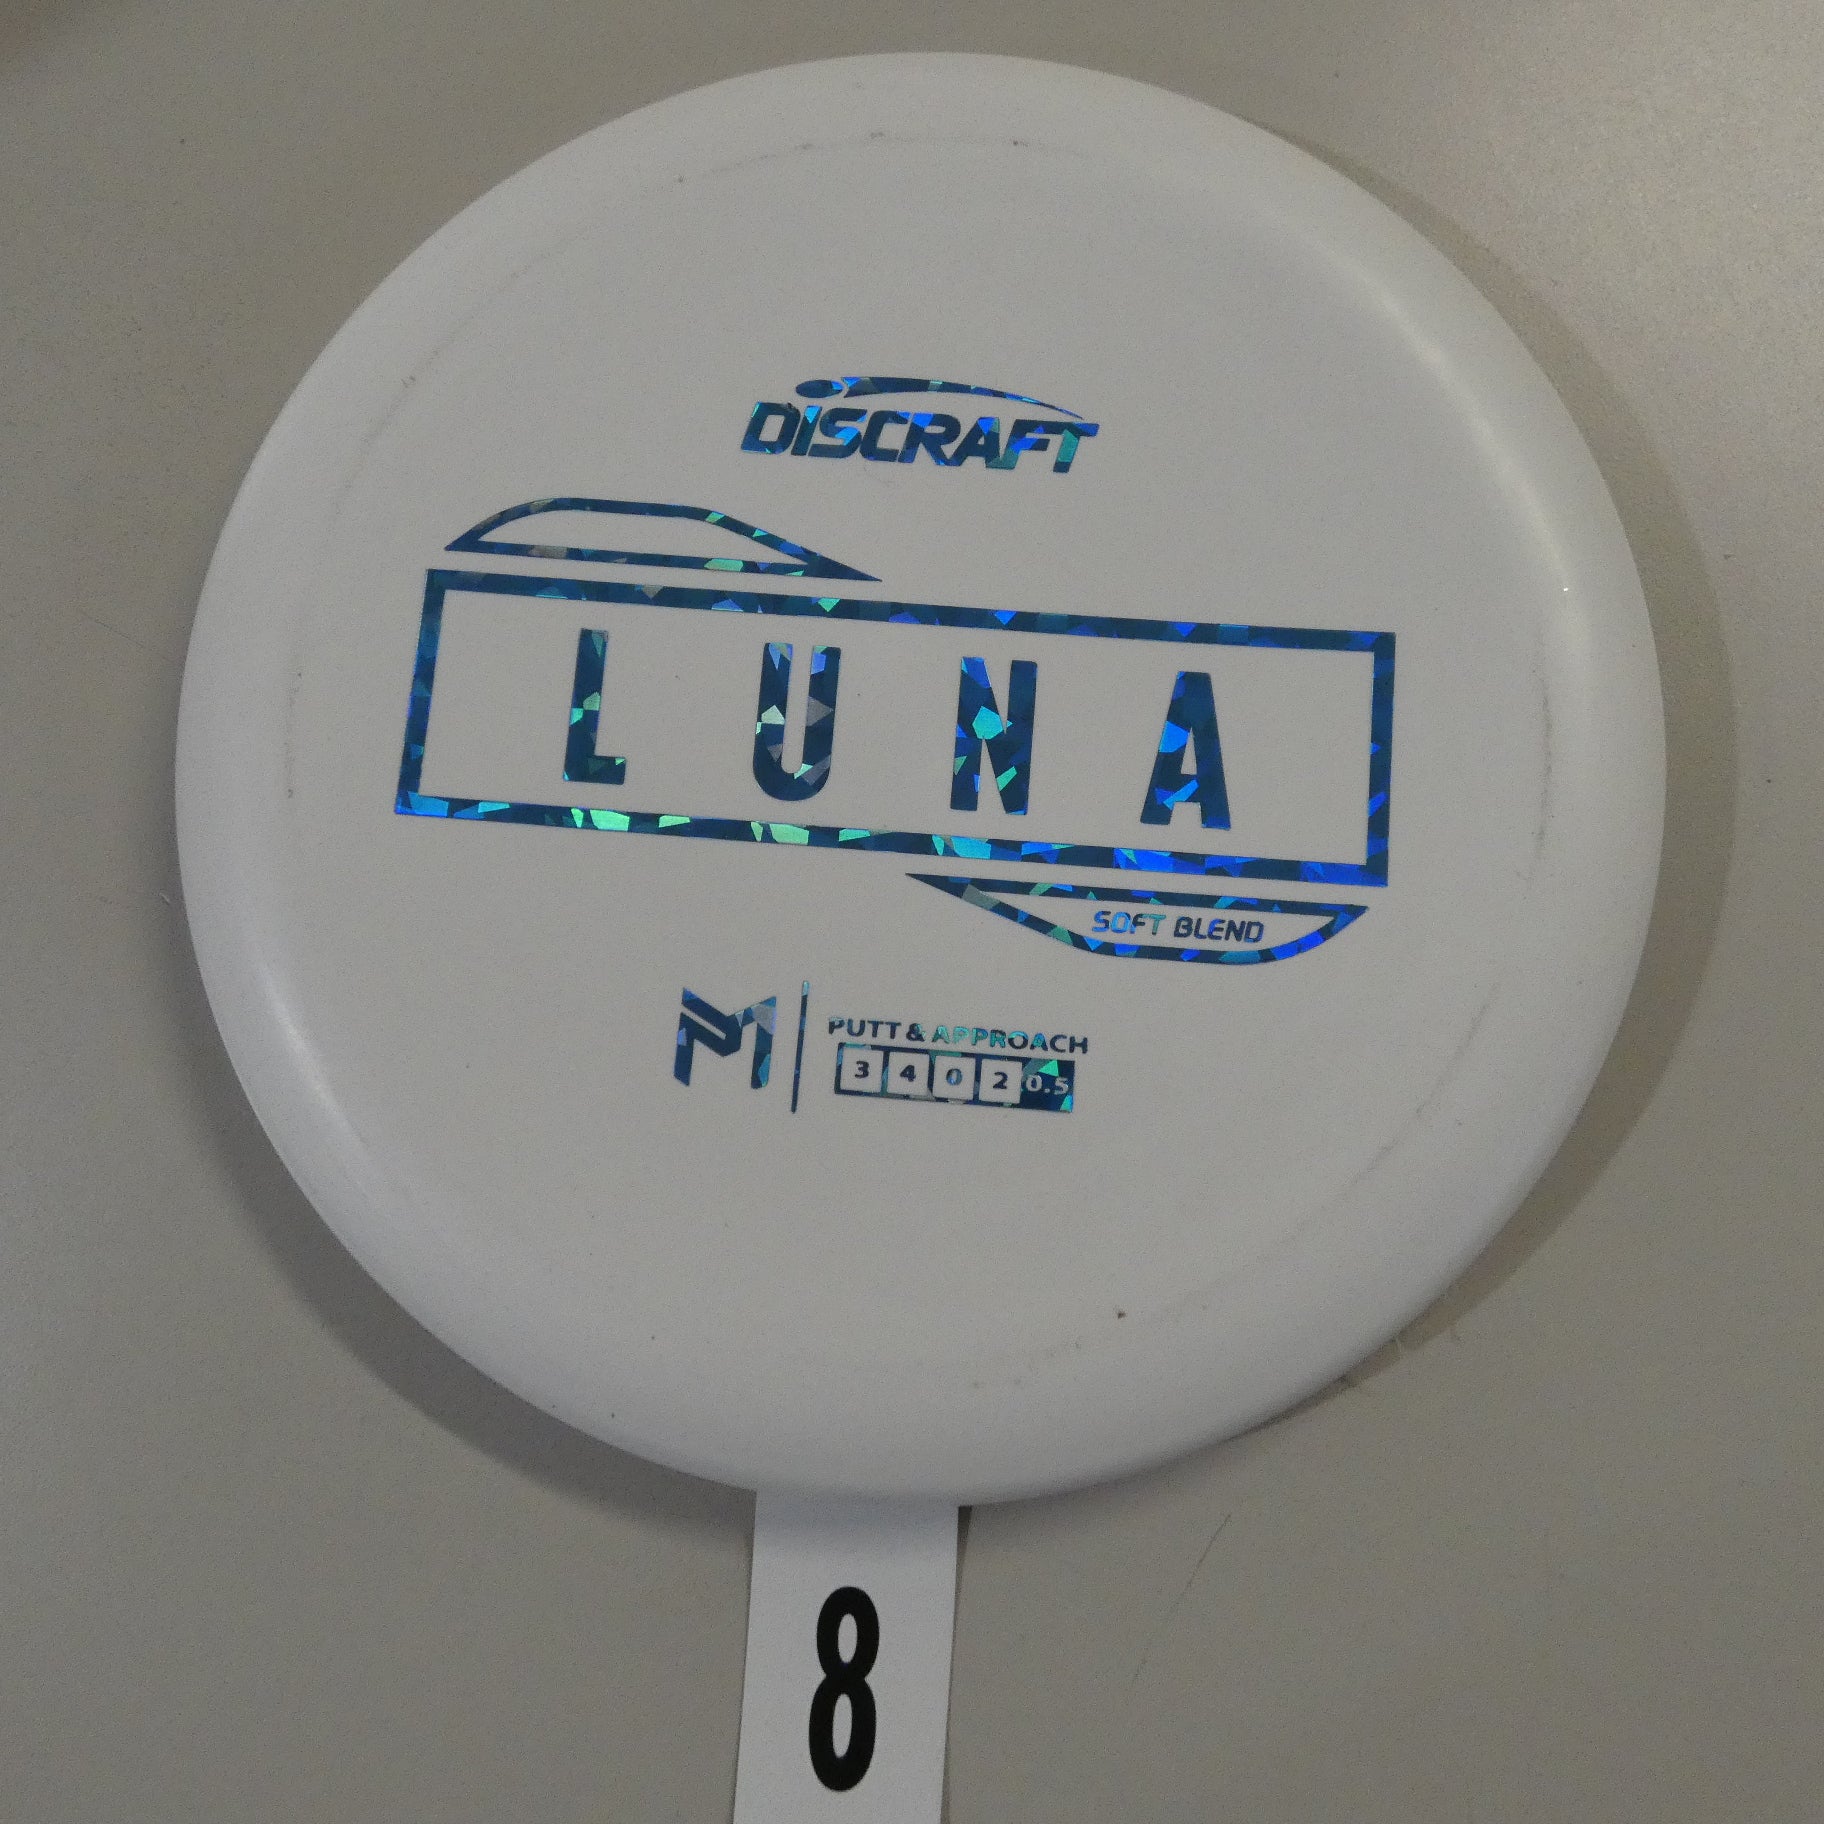 DISCRAFT
LUNA
SOFT BLEND
PM
PUTT & APPROACH
3 4 0 2 0.5
8